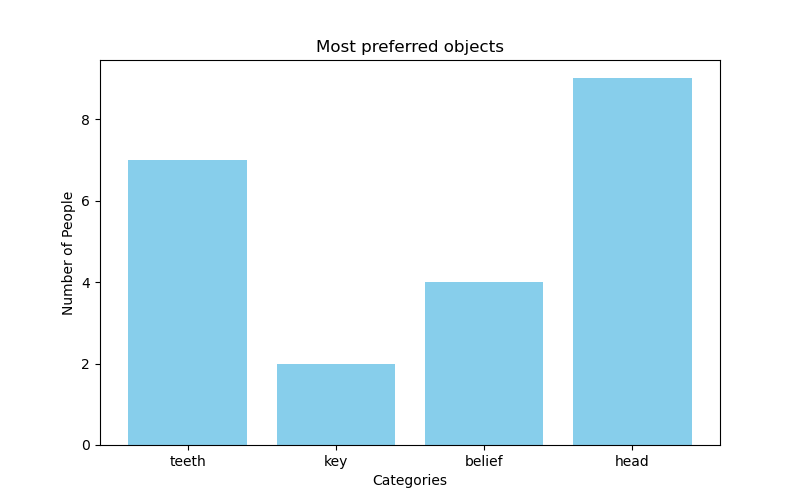 Most preferred objects
Number of People
8
6
4
2
0
teeth key belief head
Categories